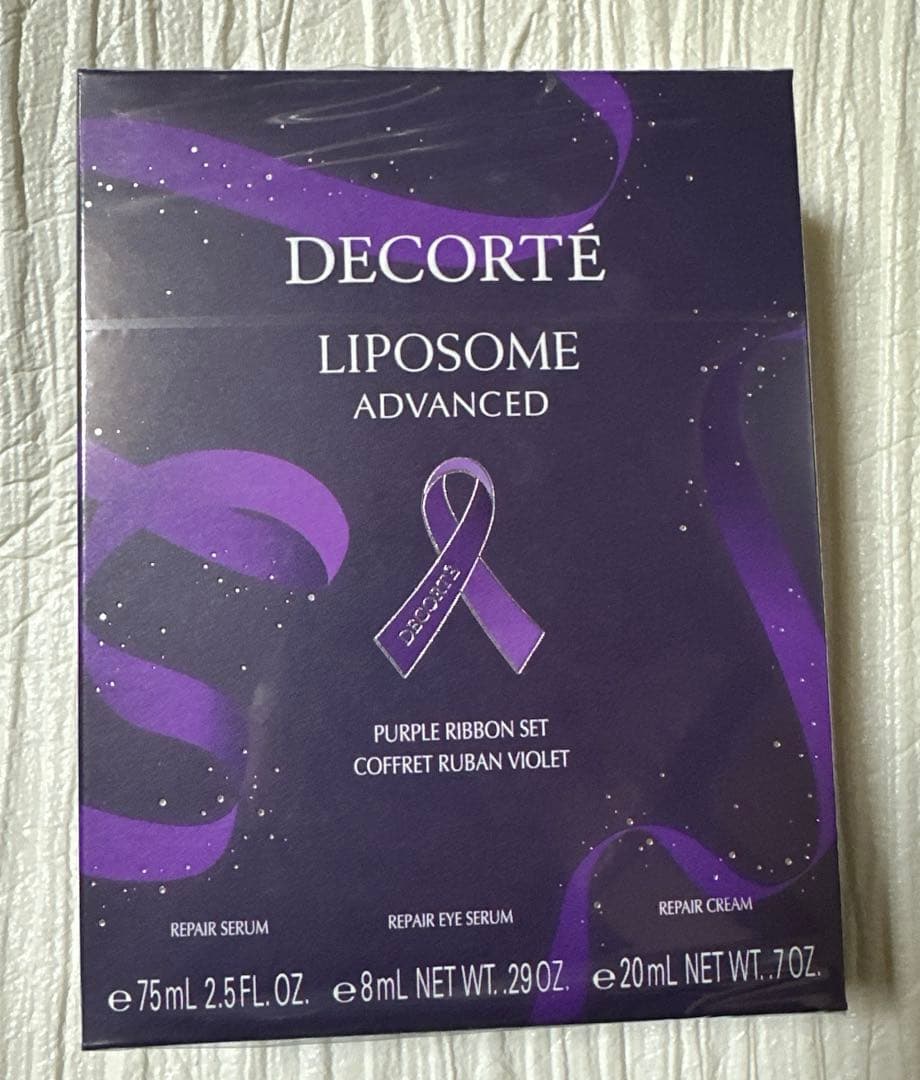 DECORTÉ
LIPOSOME
ADVANCED
DECORTÉ
PURPLE RIBBON SET
COFFRET RUBAN VIOLET
REPAIR SERUM
℮75mL 2.5FL.OZ.
REPAIR EYE SERUM
℮8mL NET WT. .29OZ.
REPAIR CREAM
℮20mL NET WT. .7OZ.